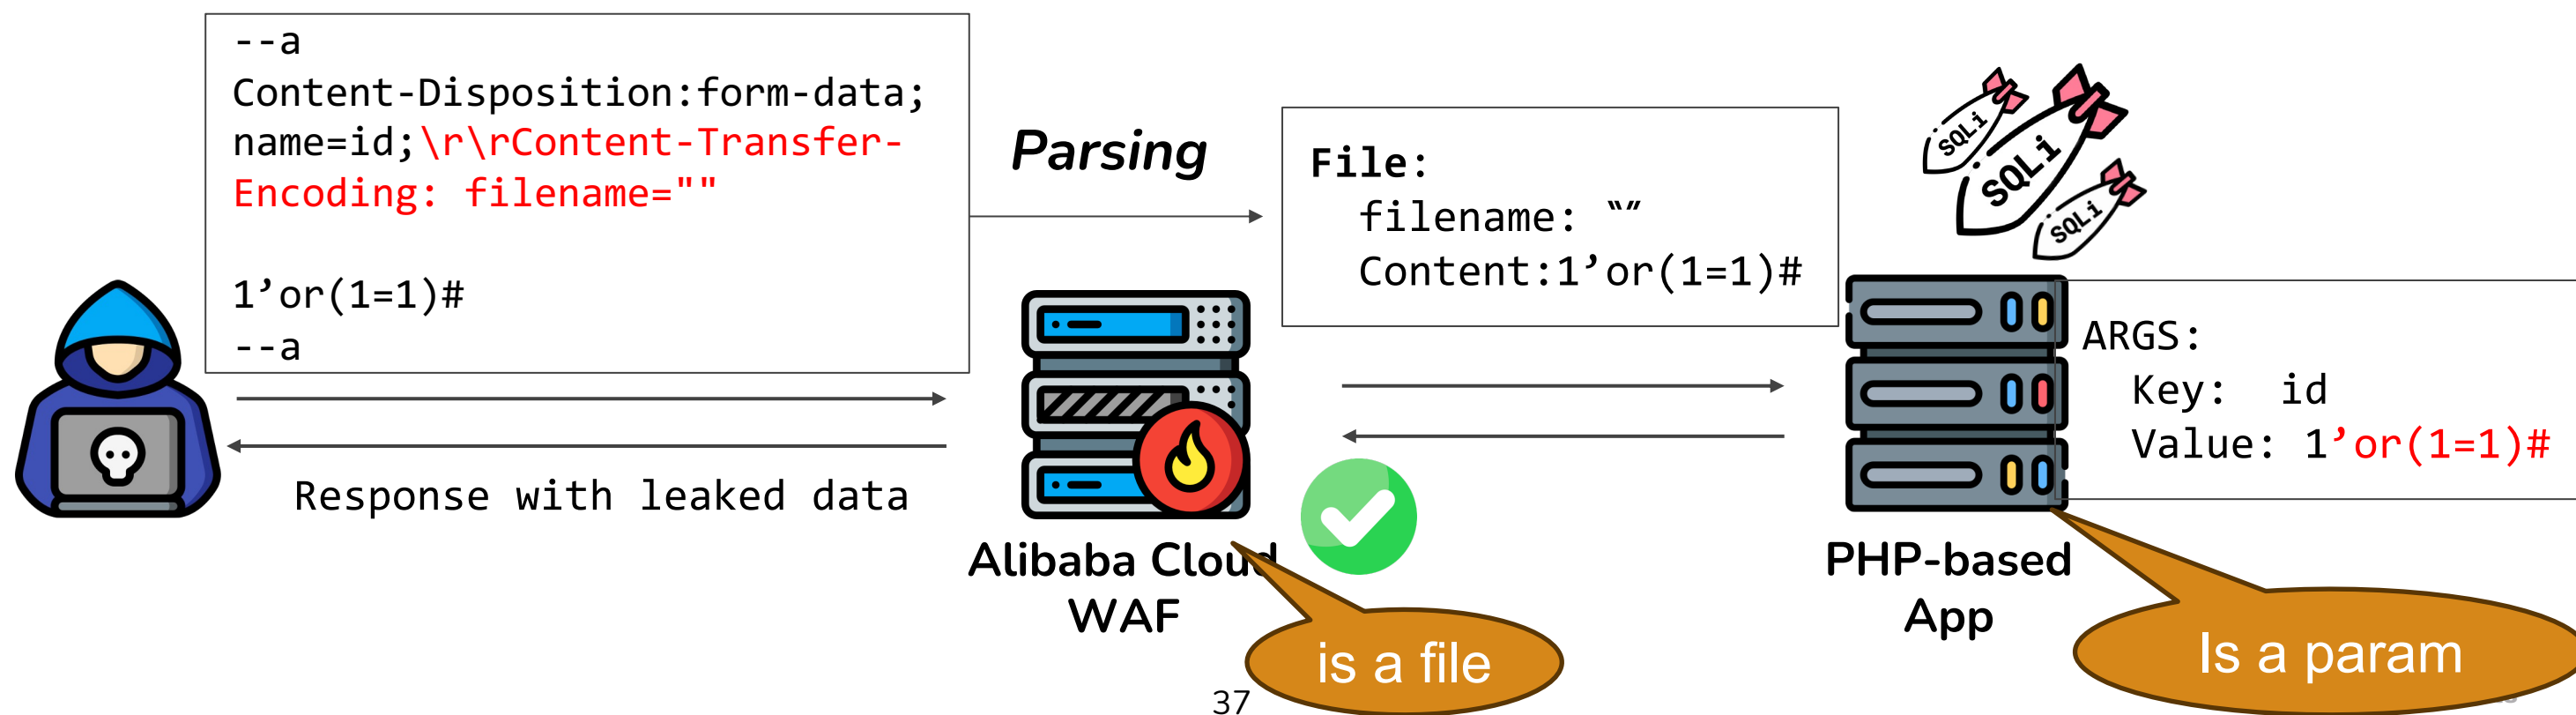 --a
Content-Disposition:form-data;
name=id;\r\rContent-Transfer-
Encoding: filename=""
1’or(1=1)#
--a
Parsing
File:
filename: “”
Content:1’or(1=1)#
SQLi
SQLi
SQLi
ARGS:
Key: id
Value: 1’or(1=1)#
Response with leaked data
Alibaba Cloud
WAF
PHP-based
App
is a file
Is a param
37